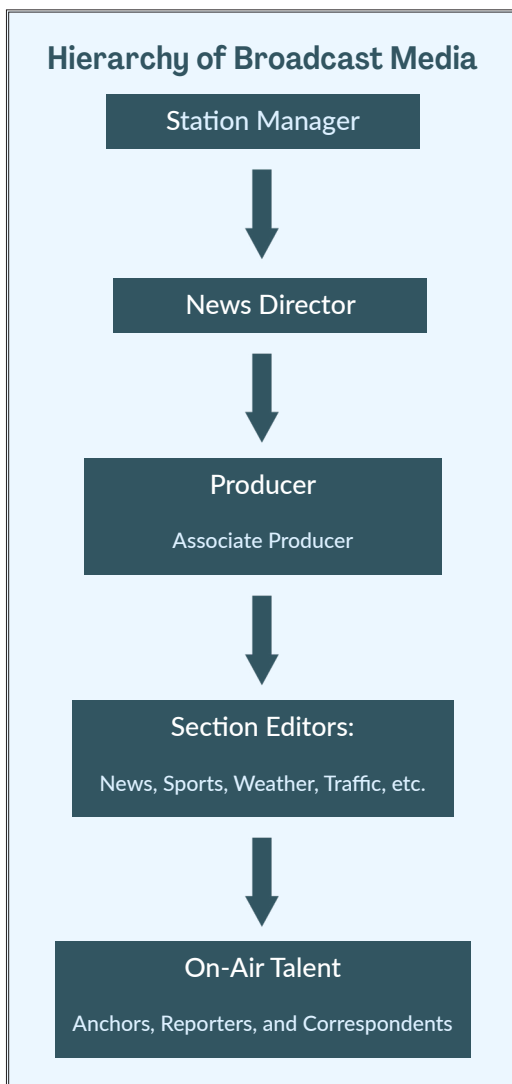 Hierarchy of Broadcast Media
Station Manager
News Director
Producer
Associate Producer
Section Editors:
News, Sports, Weather, Traffic, etc.
On-Air Talent
Anchors, Reporters, and Correspondents